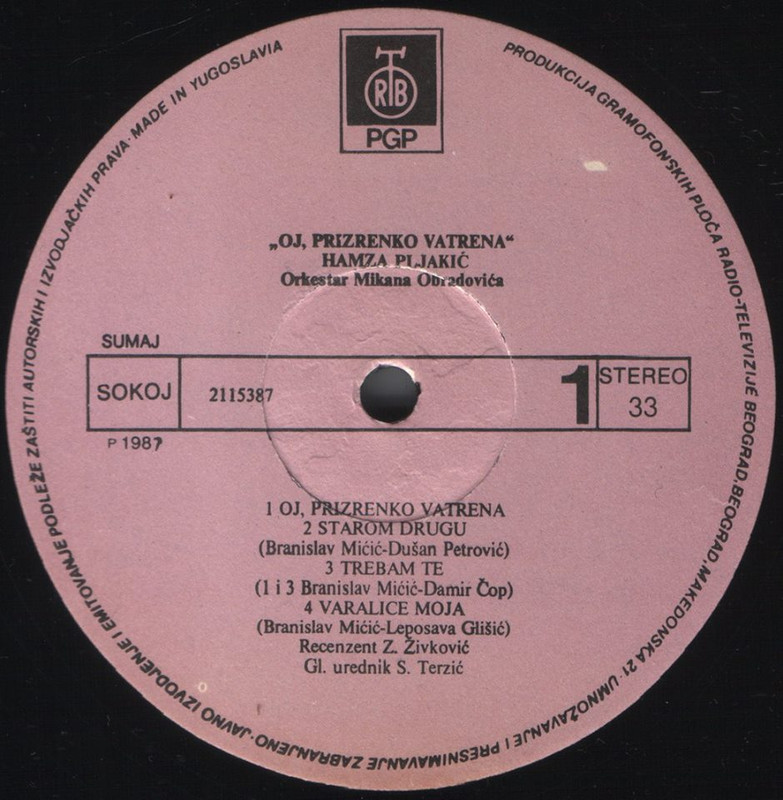 PRODUKCIJA GRAMOFONSKIH PLOČA RADIO-TELEVIZIJE BEOGRAD, BEOGRAD, MAKEDONSKA 21 · UMNOŽAVANJE I PRESNIMAVANJE ZABRANJENO · JAVNO IZVODJENJE I EMITOVANJE PODLEŽE ZAŠTITI AUTORSKIH I IZVODJAČKIH PRAVA · MADE IN YUGOSLAVIA
RTB
PGP
„OJ, PRIZRENKO VATRENA“
HAMZA PLJAKIĆ
Orkestar Mikana Obradovića
SUMAJ
SOKOJ
2115387
1
STEREO
33
P 1987
1 OJ, PRIZRENKO VATRENA
2 STAROM DRUGU
(Branislav Mićić-Dušan Petrović)
3 TREBAM TE
(1 i 3 Branislav Mićić-Damir Čop)
4 VARALICE MOJA
(Branislav Mićić-Leposava Glišić)
Recenzent Z. Živković
Gl. urednik S. Terzić